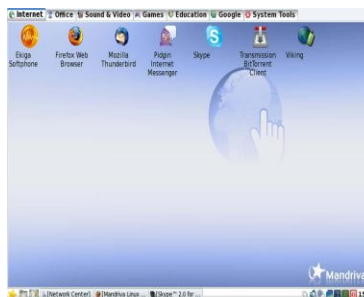 Internet Office Sound & Video Games Education Google System Tools
Ekiga Softphone
Firefox Web Browser
Mozilla Thunderbird
Pidgin Internet Messenger
Skype
Transmission BitTorrent Client
Viking
Mandriva
[Network Center] [Mandriva Linux ... [Skype™ 2.0 for ...